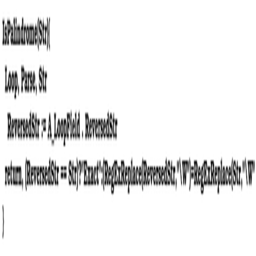 IsPalindrome(Str){
Loop, Parse, Str
ReversedStr := A_LoopField . ReversedStr
return, (ReversedStr == Str)?"Exact":(RegExReplace(ReversedStr,"\W")=RegExReplace(Str,"\W"
}